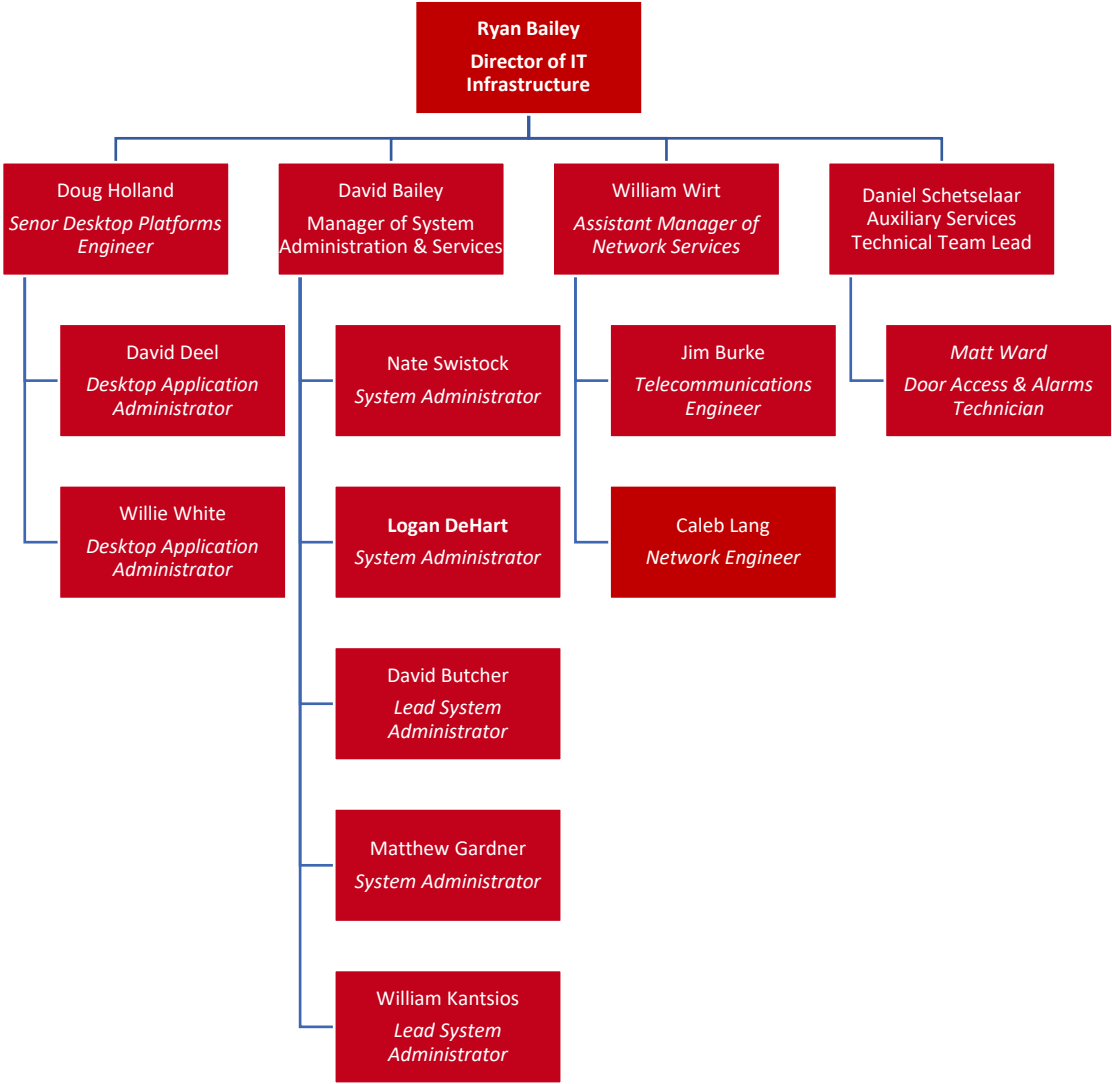 Ryan Bailey
Director of IT
Infrastructure
Doug Holland
Senor Desktop Platforms
Engineer
David Bailey
Manager of System
Administration & Services
William Wirt
Assistant Manager of
Network Services
Daniel Schetselaar
Auxiliary Services
Technical Team Lead
David Deel
Desktop Application
Administrator
Nate Swistock
System Administrator
Jim Burke
Telecommunications
Engineer
Matt Ward
Door Access & Alarms
Technician
Willie White
Desktop Application
Administrator
Logan DeHart
System Administrator
Caleb Lang
Network Engineer
David Butcher
Lead System
Administrator
Matthew Gardner
System Administrator
William Kantsios
Lead System
Administrator